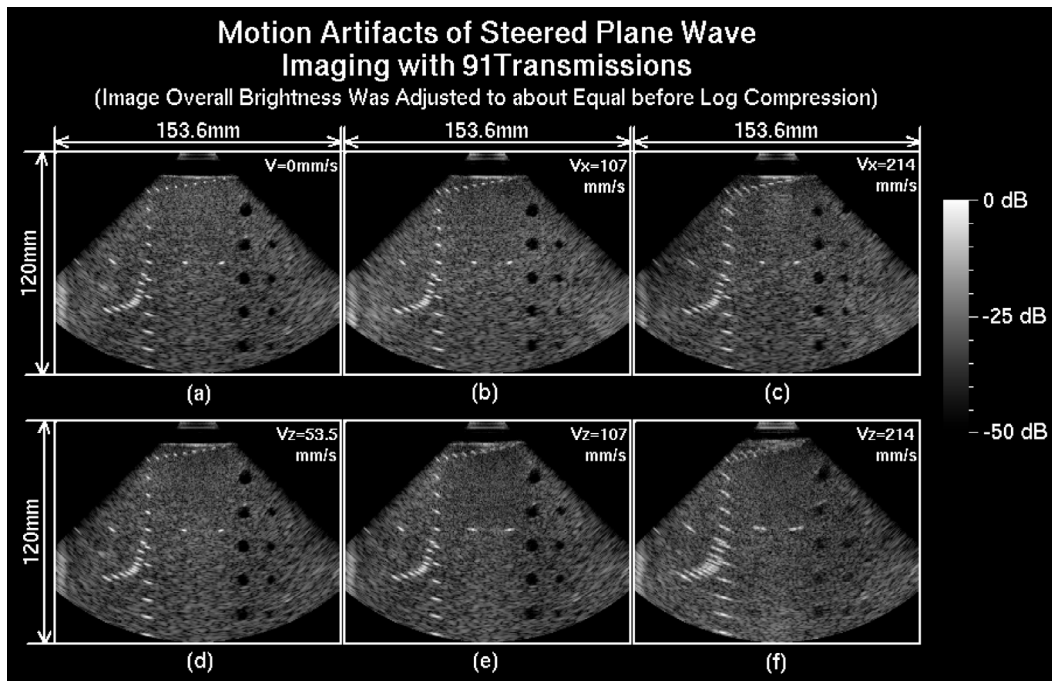 Motion Artifacts of Steered Plane Wave
Imaging with 91Transmissions
(Image Overall Brightness Was Adjusted to about Equal before Log Compression)
153.6mm
153.6mm
153.6mm
120mm
V=0mm/s
Vx=107
mm/s
Vx=214
mm/s
0 dB
-25 dB
-50 dB
(a)
(b)
(c)
120mm
Vz=53.5
mm/s
Vz=107
mm/s
Vz=214
mm/s
(d)
(e)
(f)